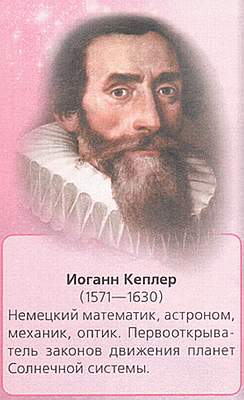 Иоганн Кеплер
(1571—1630)
Немецкий математик, астроном,
механик, оптик. Первооткрыва-
тель законов движения планет
Солнечной системы.